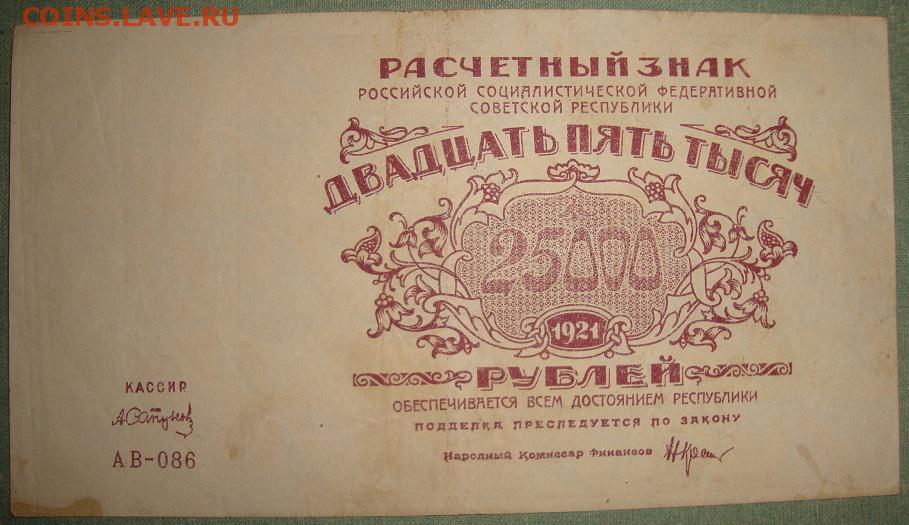 COINS.LAVE.RU
РАСЧЕТНЫЙ ЗНАК
РОССИЙСКОЙ СОЦИАЛИСТИЧЕСКОЙ ФЕДЕРАТИВНОЙ
СОВЕТСКОЙ РЕСПУБЛИКИ
ДВАДЦАТЬ ПЯТЬ ТЫСЯЧ
25000
1921
РУБЛЕЙ
ОБЕСПЕЧИВАЕТСЯ ВСЕМ ДОСТОЯНИЕМ РЕСПУБЛИКИ
ПОДДЕЛКА ПРЕСЛЕДУЕТСЯ ПО ЗАКОНУ
Народный Комиссар Финансов
КАССИР
АВ-086